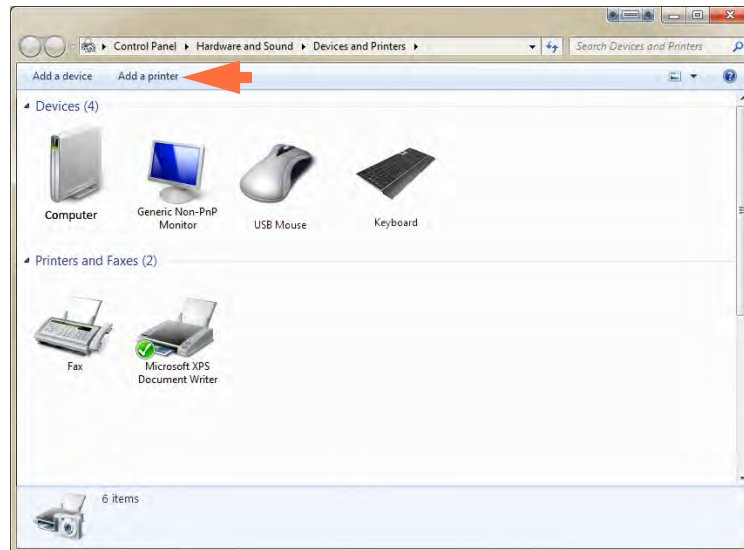 Control Panel ▸ Hardware and Sound ▸ Devices and Printers ▸
Search Devices and Printers
Add a device Add a printer
Devices (4)
Computer
Generic Non-PnP
Monitor
USB Mouse
Keyboard
Printers and Faxes (2)
Fax
Microsoft XPS
Document Writer
6 items